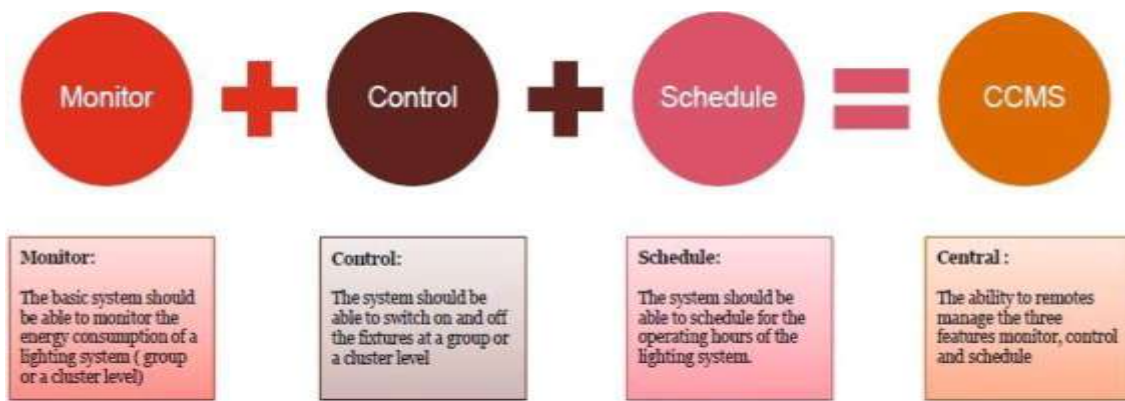 Monitor
Control
Schedule
CCMS
Monitor:
The basic system should
be able to monitor the
energy consumption of a
lighting system ( group
or a cluster level)
Control:
The system should be
able to switch on and off
the fixtures at a group or
a cluster level
Schedule:
The system should be
able to schedule for the
operating hours of the
lighting system.
Central :
The ability to remotes
manage the three
features monitor, control
and schedule